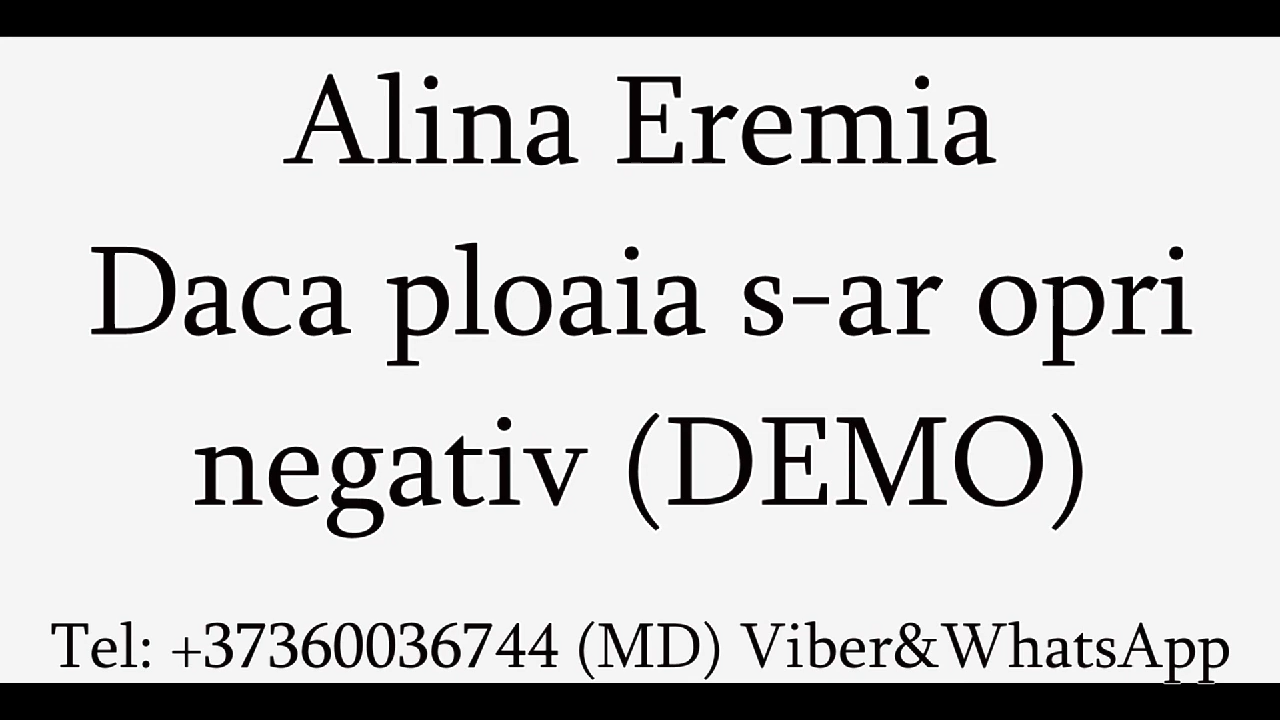 Alina Eremia
Daca ploaia s-ar opri
negativ (DEMO)
Tel: +37360036744 (MD) Viber&WhatsApp